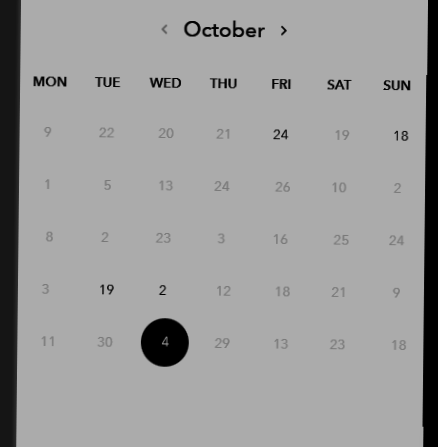 ‹ October ›
MON TUE WED THU FRI SAT SUN
9 22 20 21 24 19 18
1 5 13 24 26 10 2
8 2 23 3 16 25 24
3 19 2 12 18 21 9
11 30 4 29 13 23 18